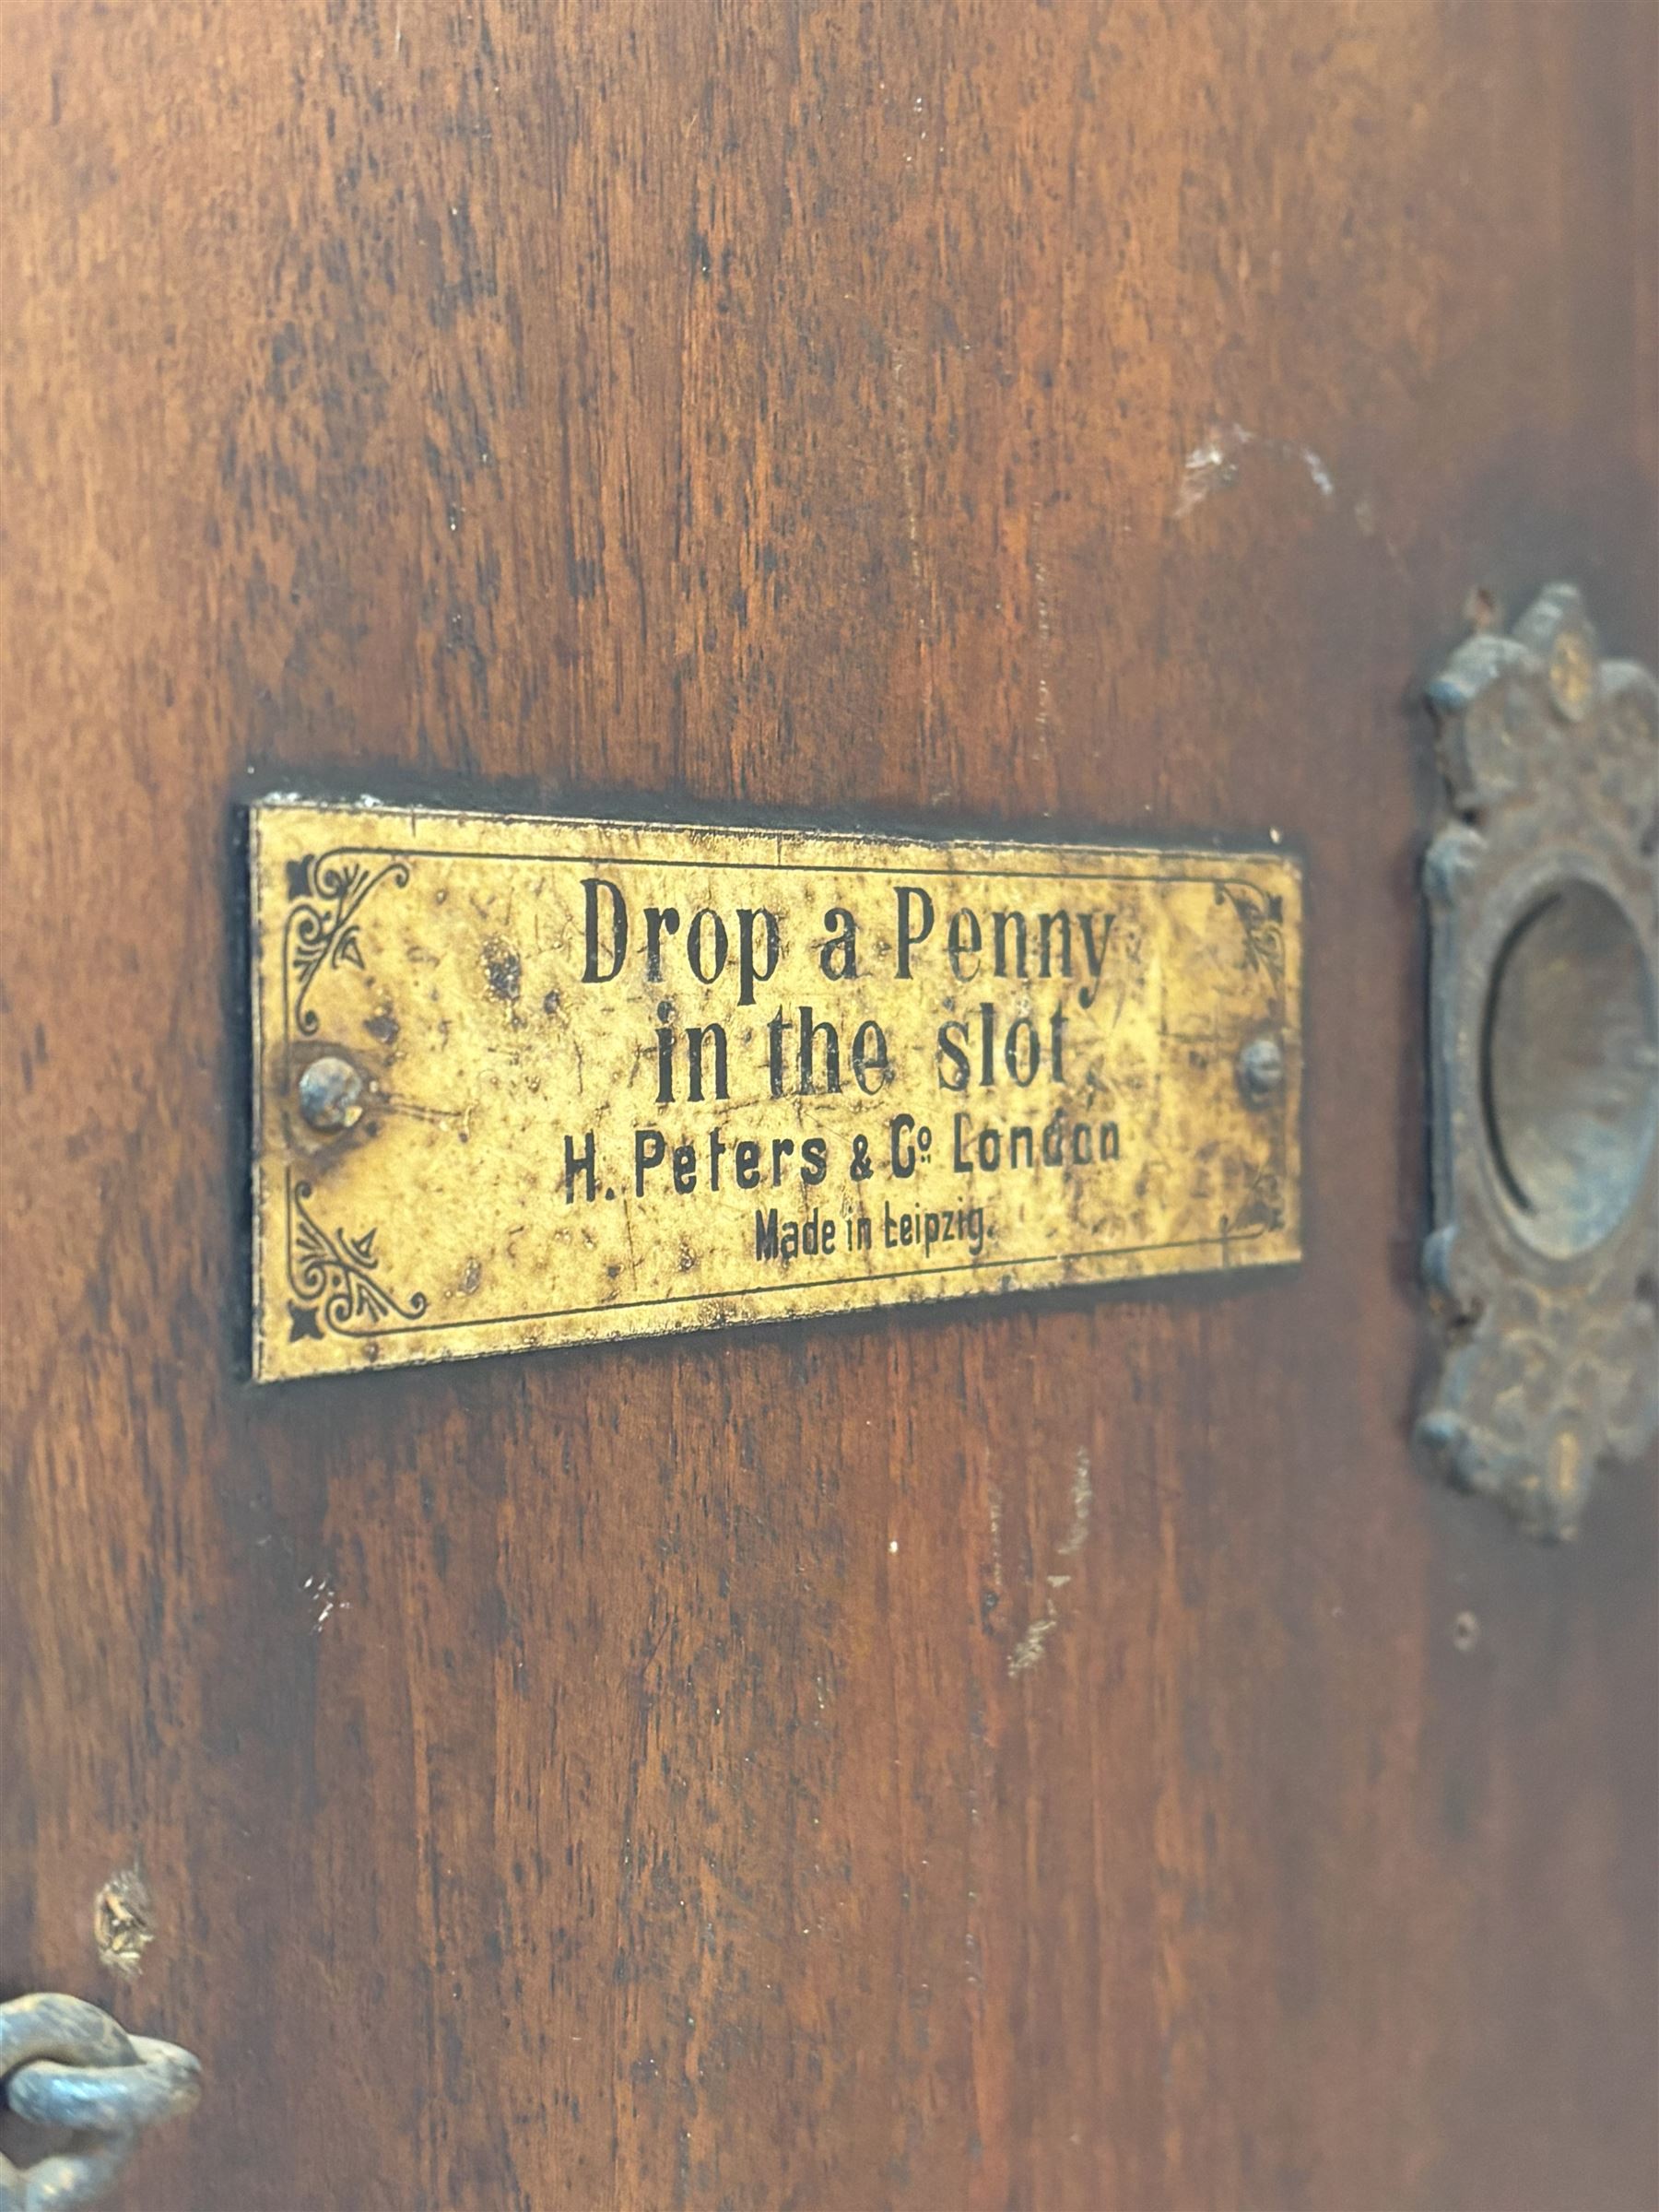 Drop a Penny
in the slot
H. Peters & Co. London
Made in Leipzig.